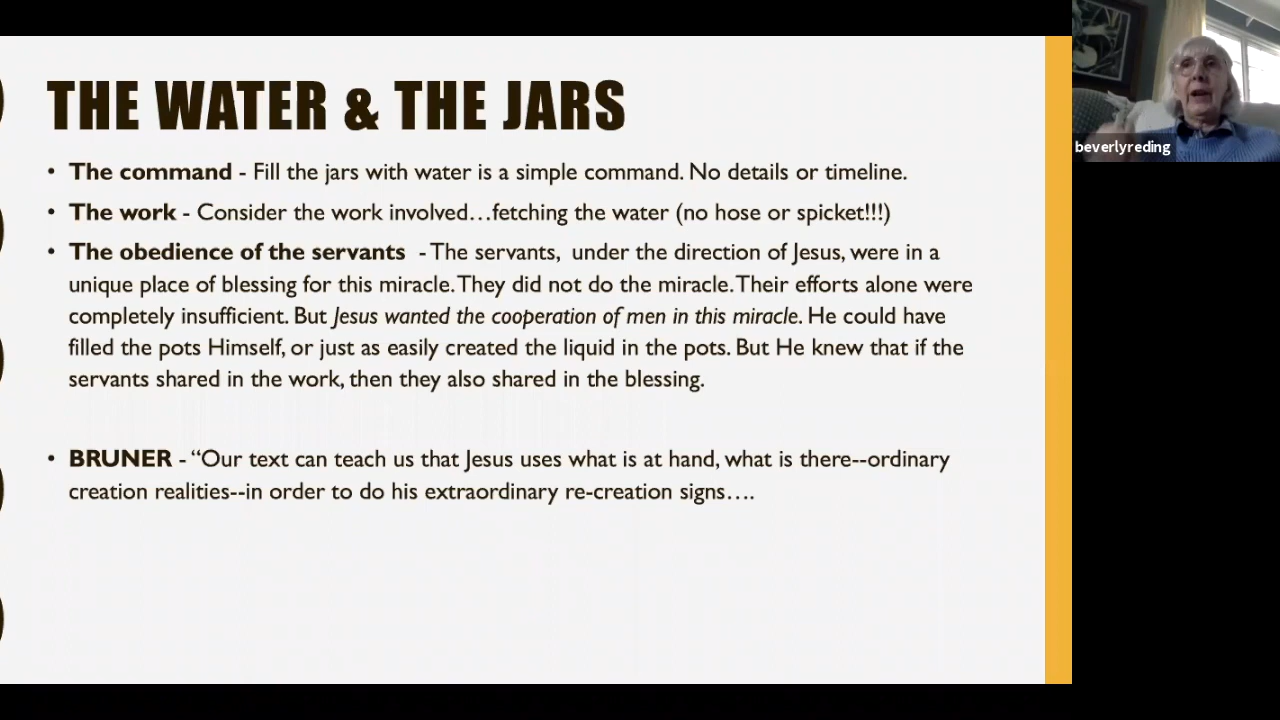 THE WATER & THE JARS
• The command - Fill the jars with water is a simple command. No details or timeline.
• The work - Consider the work involved…fetching the water (no hose or spicket!!!)
• The obedience of the servants  - The servants,  under the direction of Jesus, were in a
unique place of blessing for this miracle. They did not do the miracle. Their efforts alone were
completely insufficient. But Jesus wanted the cooperation of men in this miracle. He could have
filled the pots Himself, or just as easily created the liquid in the pots. But He knew that if the
servants shared in the work, then they also shared in the blessing.
• BRUNER - “Our text can teach us that Jesus uses what is at hand, what is there--ordinary
creation realities--in order to do his extraordinary re-creation signs….
beverlyreding